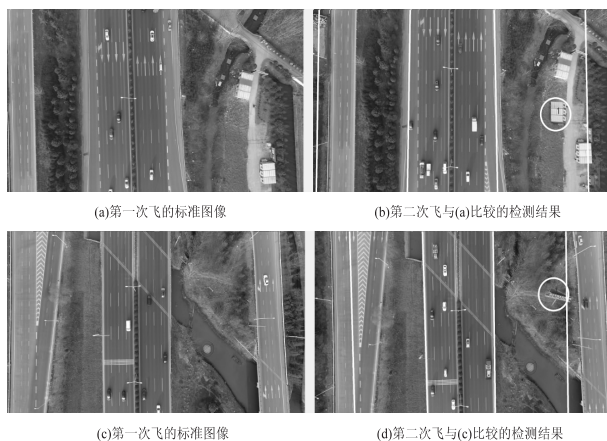 (a)第一次飞的标准图像
(b)第二次飞与(a)比较的检测结果
(c)第一次飞的标准图像
(d)第二次飞与(c)比较的检测结果